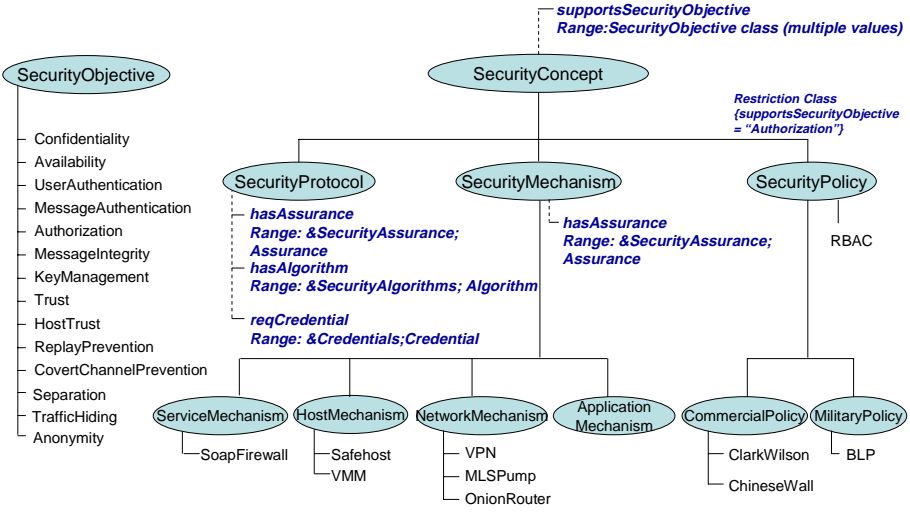 supportsSecurityObjective
Range:SecurityObjective class (multiple values)
SecurityObjective
SecurityConcept
Restriction Class
{supportsSecurityObjective
= “Authorization”}
Confidentiality
Availability
UserAuthentication
MessageAuthentication
Authorization
MessageIntegrity
KeyManagement
Trust
HostTrust
ReplayPrevention
CovertChannelPrevention
Separation
TrafficHiding
Anonymity
SecurityProtocol
hasAssurance
Range: &SecurityAssurance;
Assurance
hasAlgorithm
Range: &SecurityAlgorithms; Algorithm
reqCredential
Range: &Credentials;Credential
SecurityMechanism
hasAssurance
Range: &SecurityAssurance;
Assurance
SecurityPolicy
RBAC
ServiceMechanism
SoapFirewall
HostMechanism
Safehost
VMM
NetworkMechanism
VPN
MLSPump
OnionRouter
Application
Mechanism
CommercialPolicy
ClarkWilson
ChineseWall
MilitaryPolicy
BLP